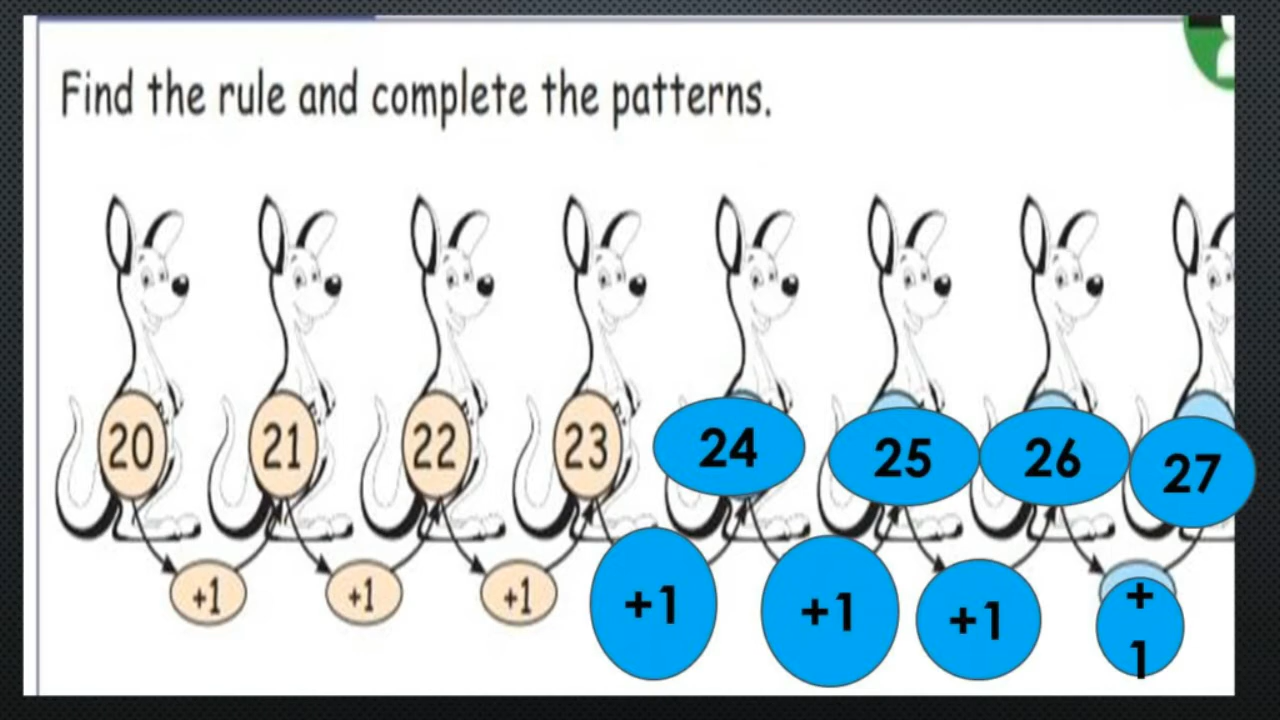 Find the rule and complete the patterns.
20 21 22 23 24 25 26 27
+1 +1 +1 +1 +1 +1 +
1